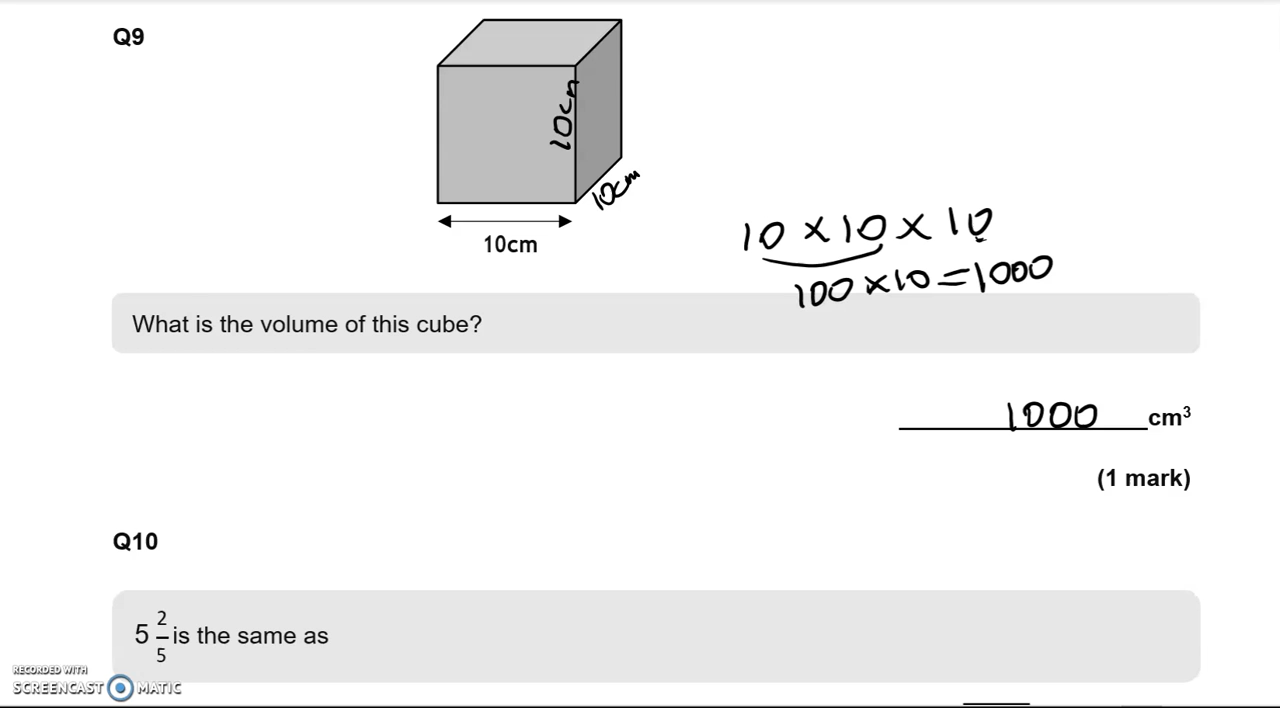 Q9
10cm
10cm
10cm
10 × 10 × 10
100 × 10 = 1000
What is the volume of this cube?
1000 cm³
(1 mark)
Q10
5 2/5 is the same as
RECORDED WITH
SCREENCAST MATIC